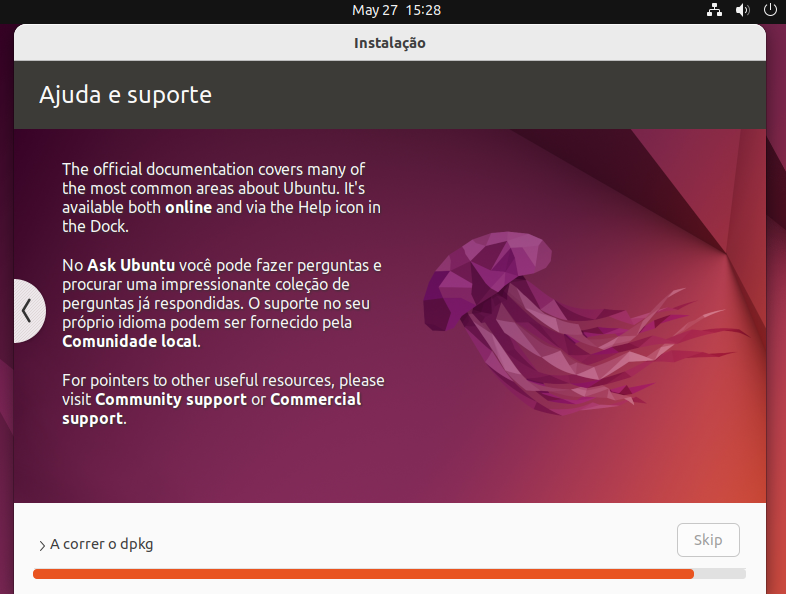 May 27 15:28
Instalação
Ajuda e suporte
The official documentation covers many of
the most common areas about Ubuntu. It's
available both online and via the Help icon in
the Dock.
No Ask Ubuntu você pode fazer perguntas e
procurar uma impressionante coleção de
perguntas já respondidas. O suporte no seu
próprio idioma podem ser fornecido pela
Comunidade local.
For pointers to other useful resources, please
visit Community support or Commercial
support.
A correr o dpkg
Skip